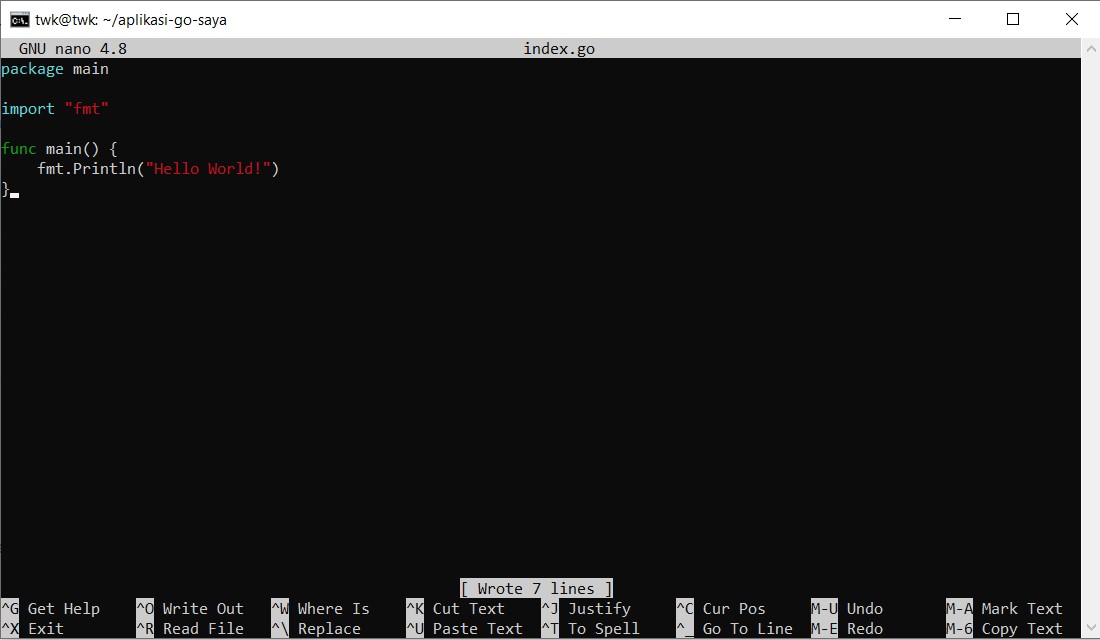 twk@twk: ~/aplikasi-go-saya
GNU nano 4.8 index.go
package main
import "fmt"
func main() {
    fmt.Println("Hello World!")
}
[ Wrote 7 lines ]
^G Get Help ^O Write Out ^W Where Is ^K Cut Text ^J Justify ^C Cur Pos M-U Undo M-A Mark Text
^X Exit ^R Read File ^\ Replace ^U Paste Text ^T To Spell ^_ Go To Line M-E Redo M-6 Copy Text